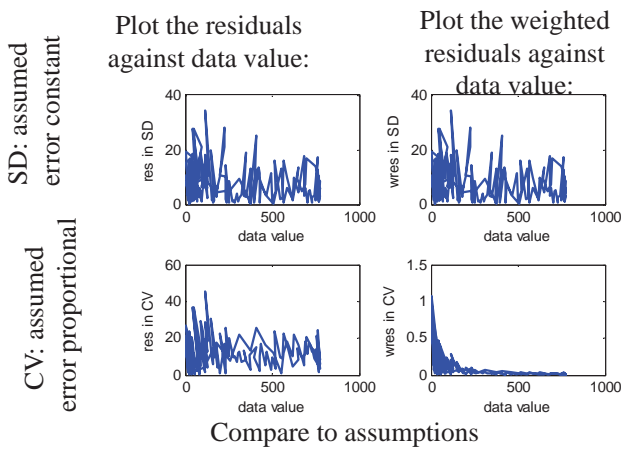 Plot the residuals
against data value:
Plot the weighted
residuals against
data value:
SD: assumed
error constant
40
20
0
res in SD
0
500
1000
data value
40
20
0
wres in SD
0
500
1000
data value
CV: assumed
error proportional
60
40
20
0
res in CV
0
500
1000
data value
1.5
1
0.5
0
wres in CV
0
500
1000
data value
Compare to assumptions